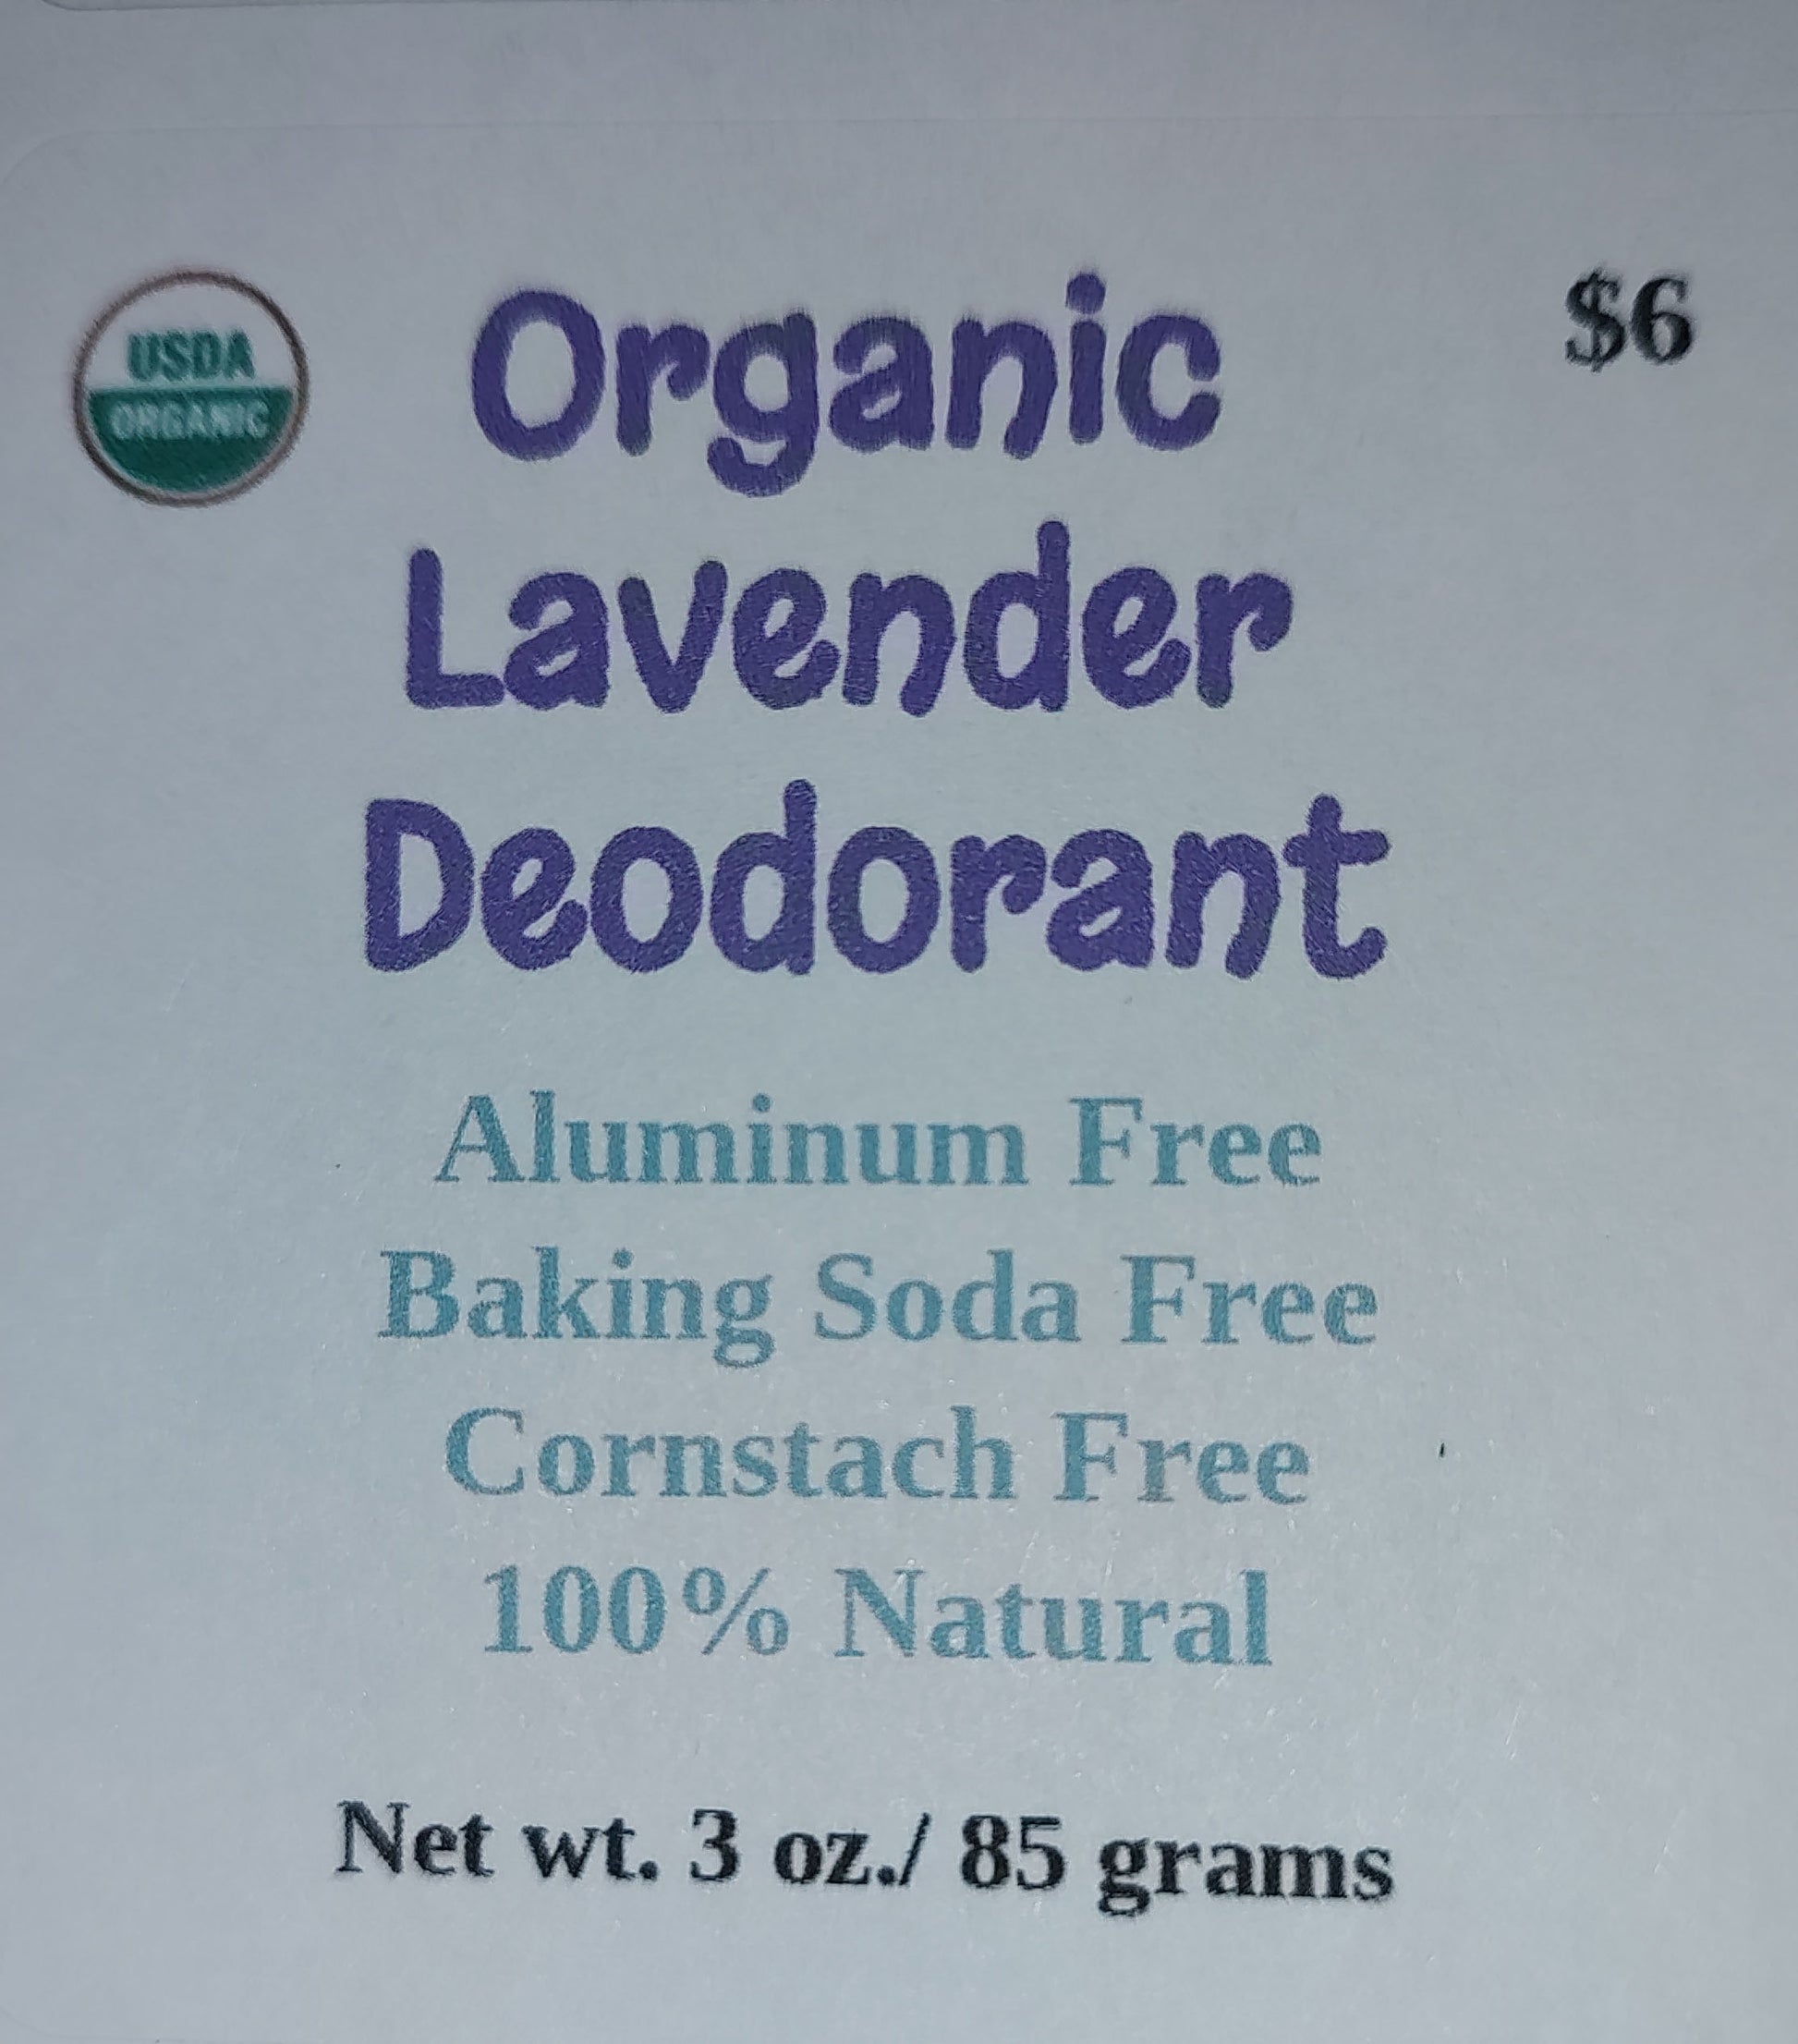 USDA
ORGANIC
$6
Organic
Lavender
Deodorant
Aluminum Free
Baking Soda Free
Cornstach Free
100% Natural
Net wt. 3 oz./ 85 grams